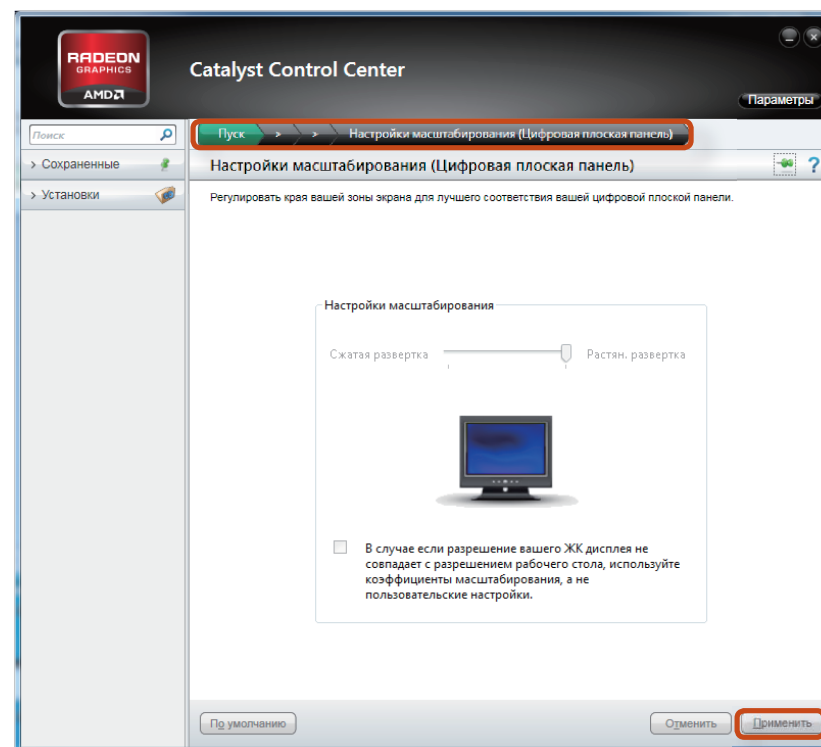 RADEON
GRAPHICS
AMD
Catalyst Control Center
Параметры
Поиск
Пуск > > Настройки масштабирования (Цифровая плоская панель)
> Сохраненные
Настройки масштабирования (Цифровая плоская панель) ?
> Установки
Регулировать края вашей зоны экрана для лучшего соответствия вашей цифровой плоской панели.
Настройки масштабирования
Сжатая развертка
Растян. развертка
В случае если разрешение вашего ЖК дисплея не
совпадает с разрешением рабочего стола, используйте
коэффициенты масштабирования, а не
пользовательские настройки.
По умолчанию
Отменить
Применить